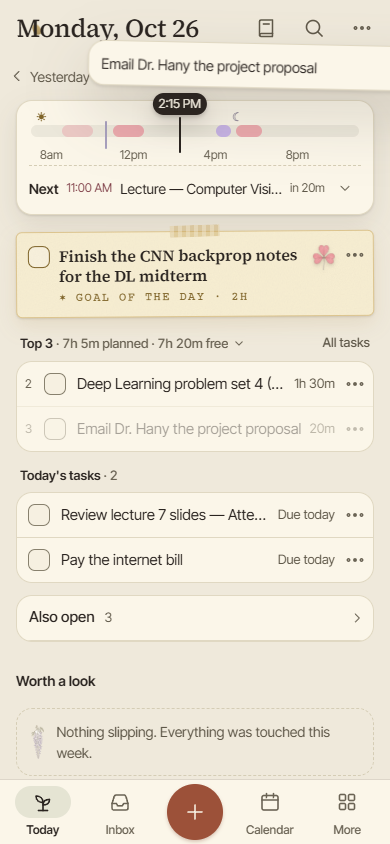 Monday, Oct 26
Email Dr. Hany the project proposal
Yesterday
2:15 PM
8am 12pm 4pm 8pm
Next 11:00 AM Lecture — Computer Visi... in 20m
Finish the CNN backprop notes
for the DL midterm
✶ GOAL OF THE DAY · 2H
Top 3 · 7h 5m planned · 7h 20m free All tasks
2 Deep Learning problem set 4 (... 1h 30m
3 Email Dr. Hany the project proposal 20m
Today's tasks · 2
Review lecture 7 slides — Atte... Due today
Pay the internet bill Due today
Also open 3
Worth a look
Nothing slipping. Everything was touched this
week.
Today Inbox Calendar More